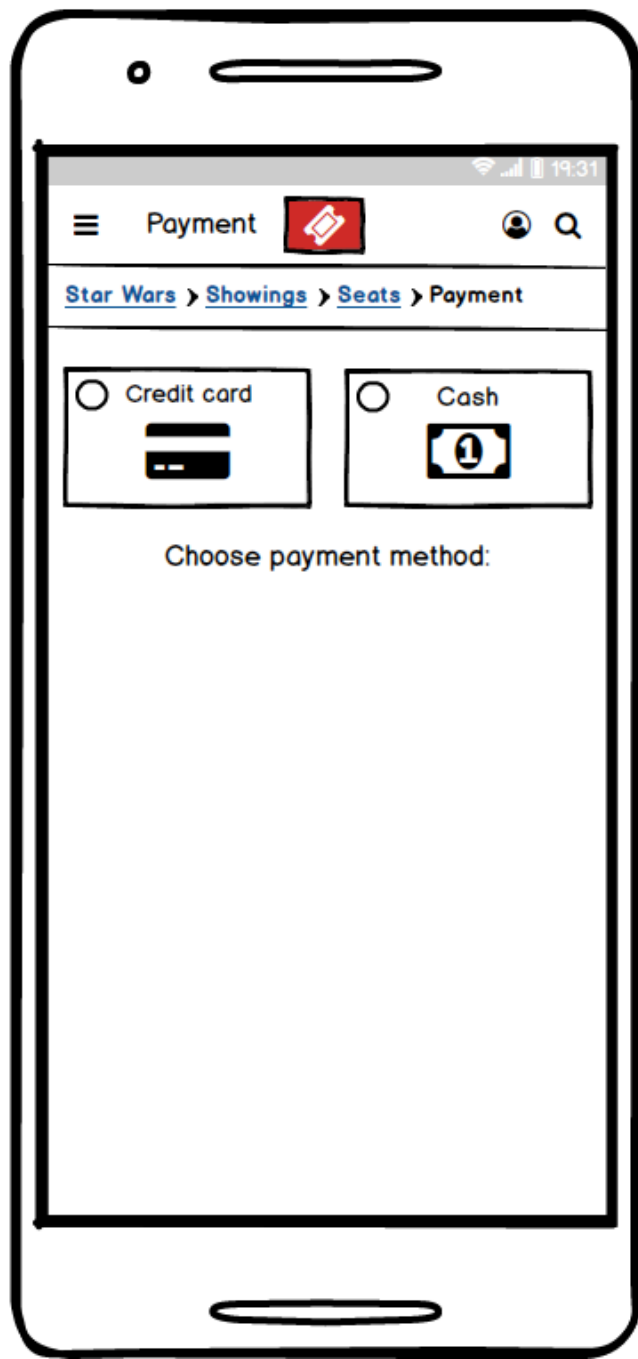 19:31
Payment
Star Wars ❯ Showings ❯ Seats ❯ Payment
Credit card
Cash
1
Choose payment method: